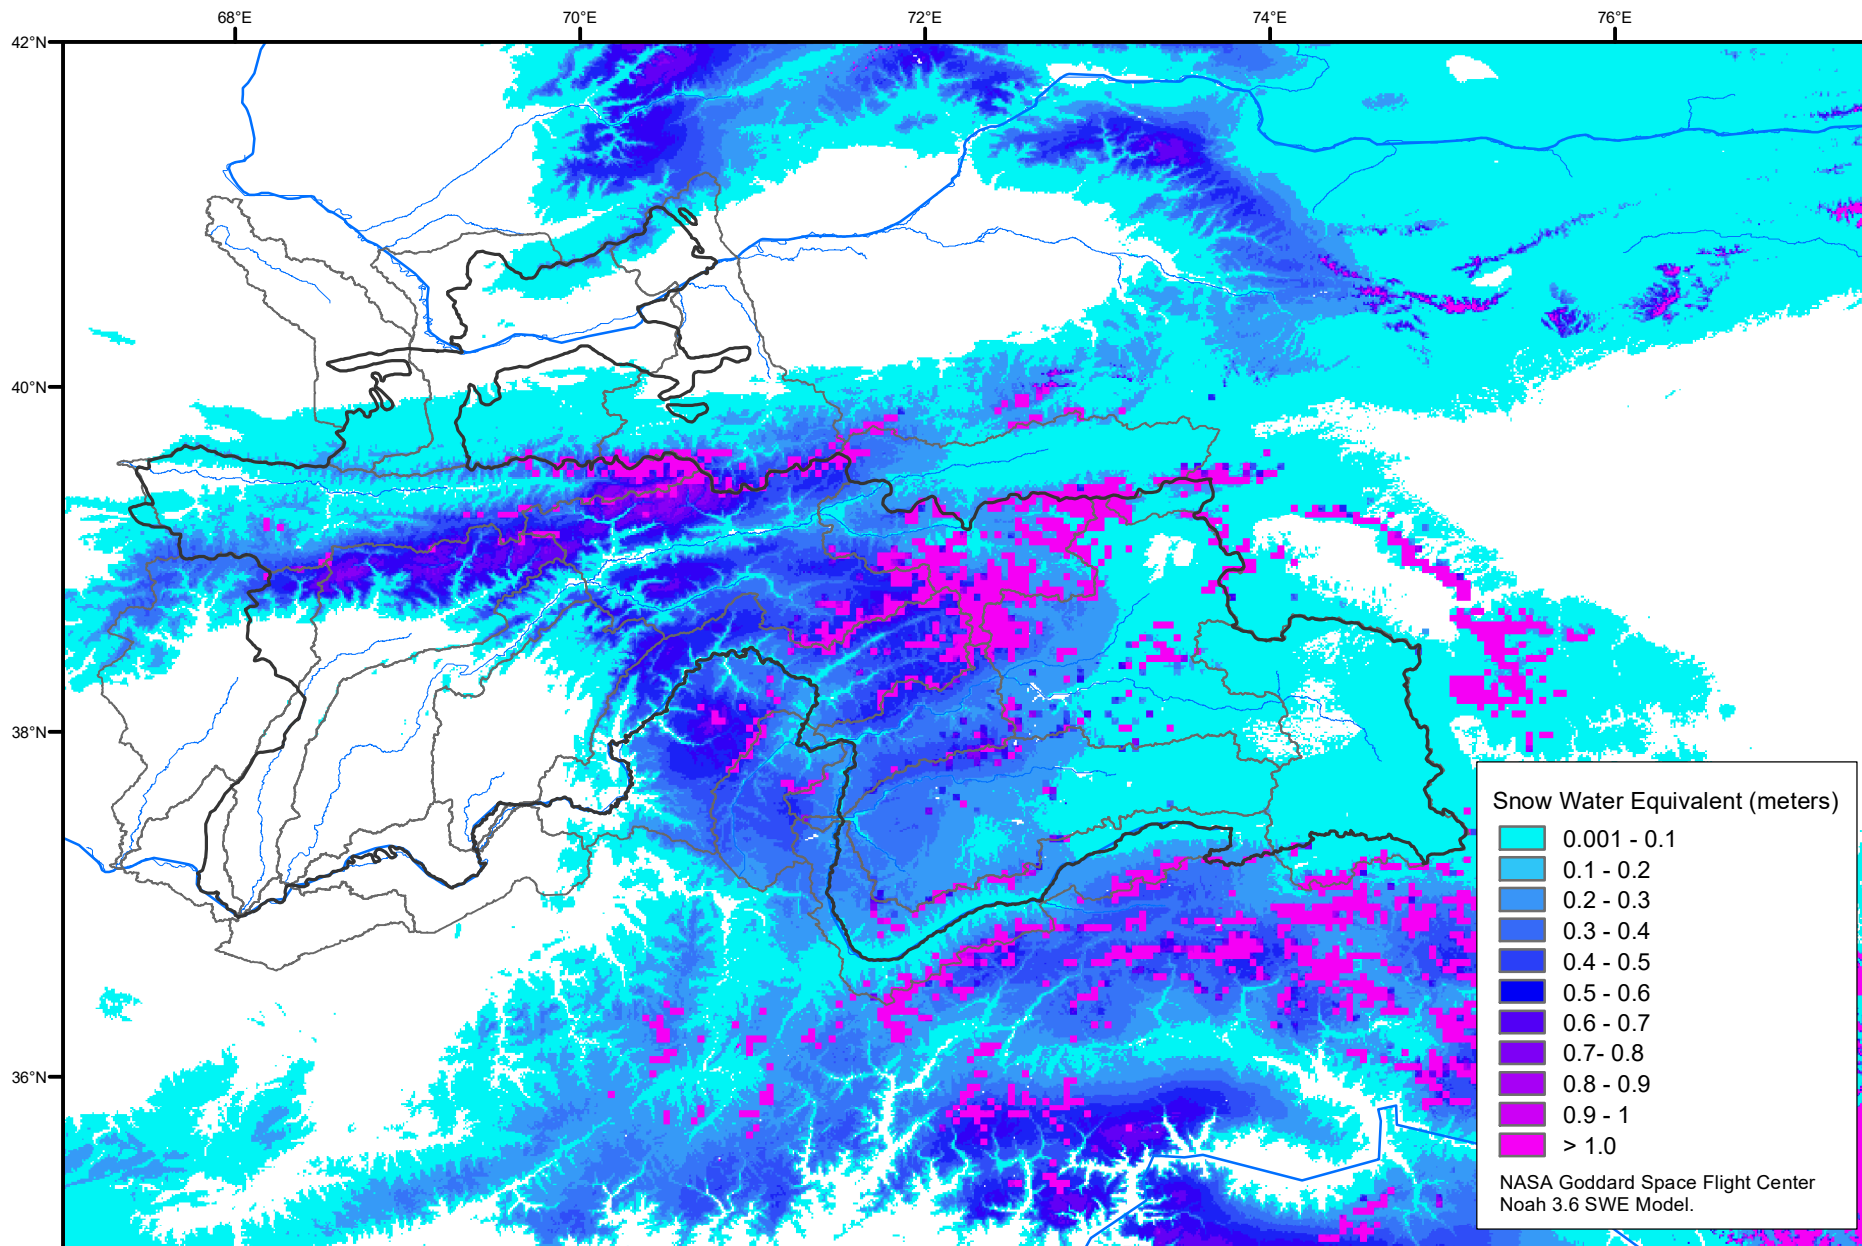 68°E 70°E 72°E 74°E 76°E
42°N
40°N
38°N
36°N
Snow Water Equivalent (meters)
0.001 - 0.1
0.1 - 0.2
0.2 - 0.3
0.3 - 0.4
0.4 - 0.5
0.5 - 0.6
0.6 - 0.7
0.7- 0.8
0.8 - 0.9
0.9 - 1
> 1.0
NASA Goddard Space Flight Center
Noah 3.6 SWE Model.